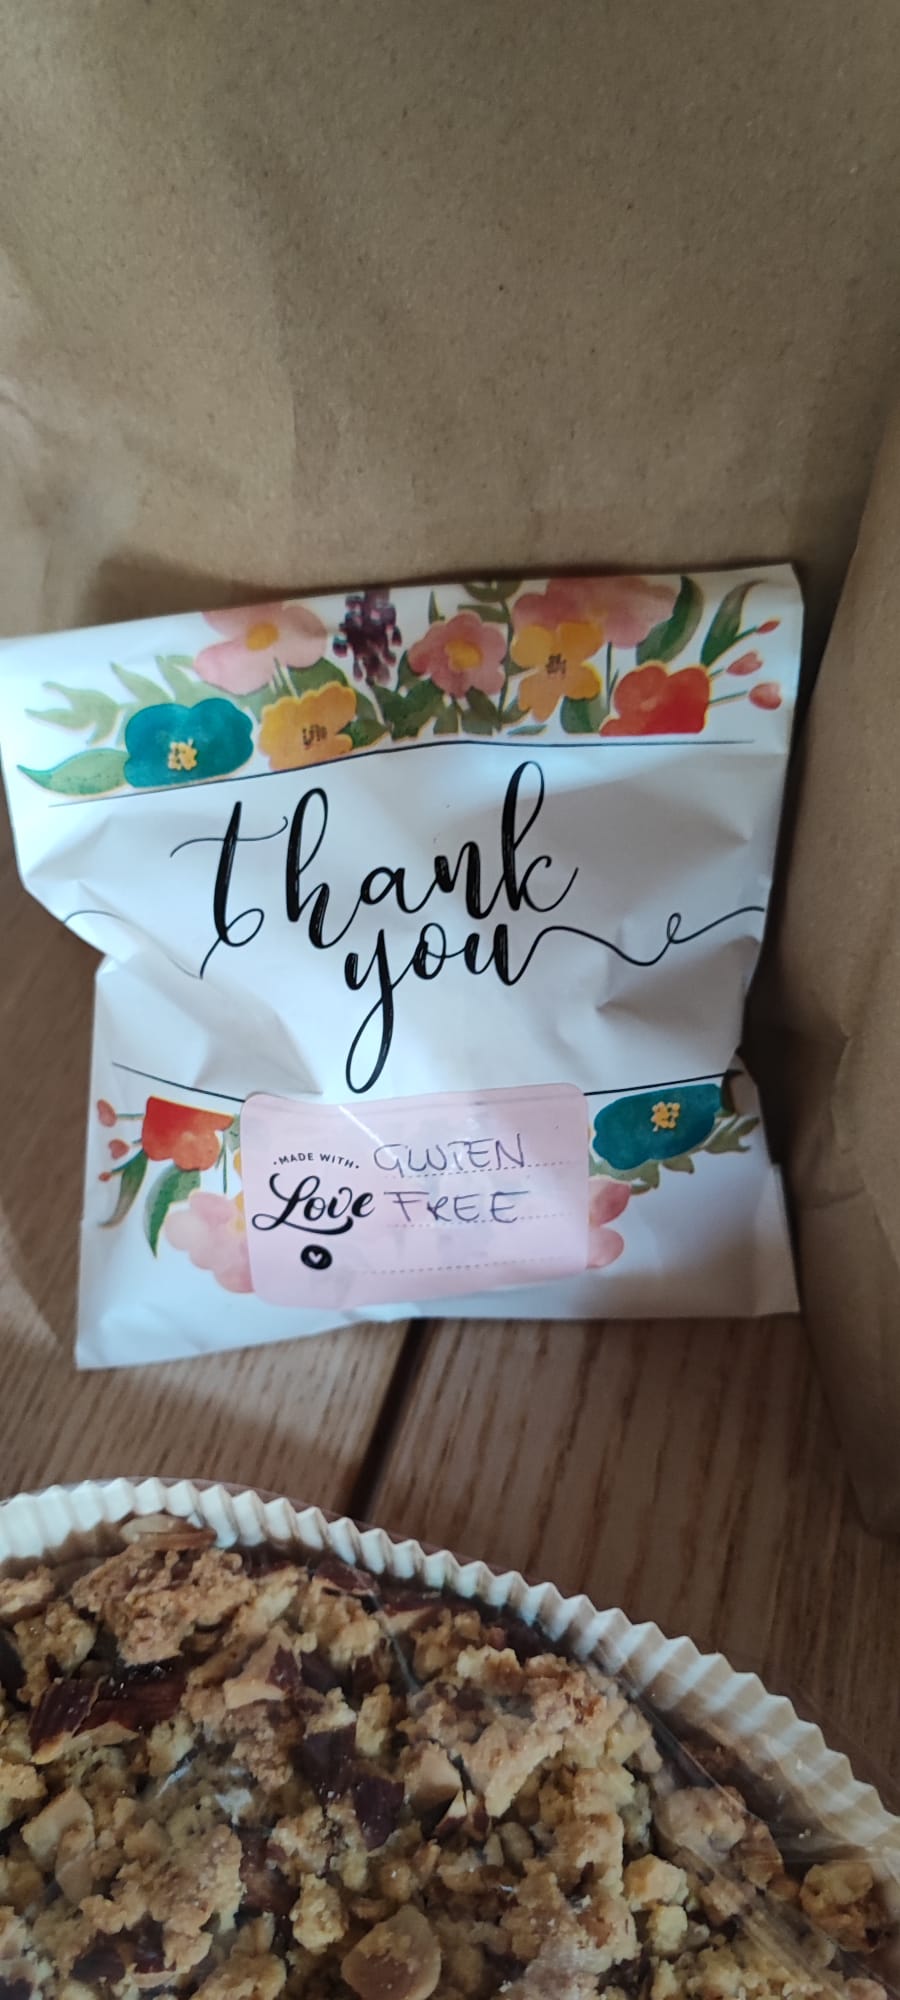 thank
you
·MADE WITH·
Love
GLUTEN
FREE